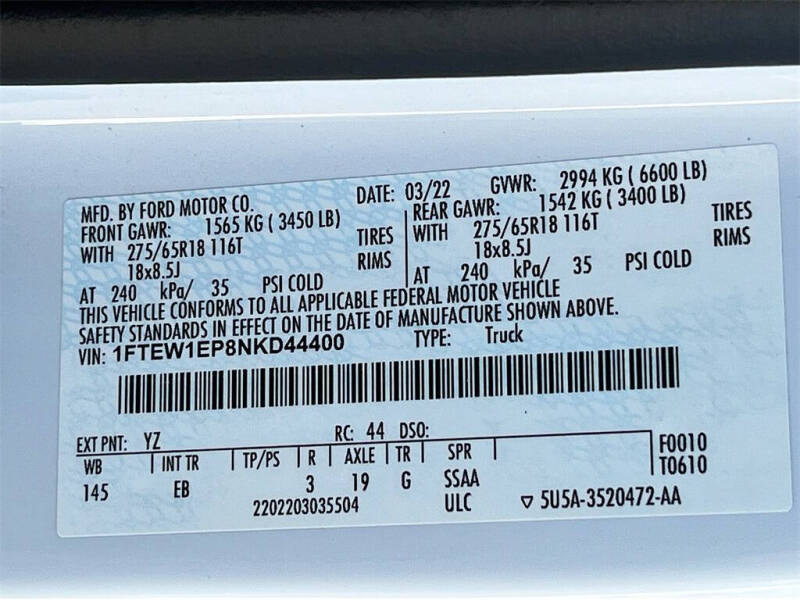 MFD. BY FORD MOTOR CO. DATE: 03/22 GVWR: 2994 KG ( 6600 LB)
FRONT GAWR: 1565 KG ( 3450 LB) REAR GAWR: 1542 KG ( 3400 LB)
WITH 275/65R18 116T TIRES WITH 275/65R18 116T TIRES
18x8.5J RIMS 18x8.5J RIMS
AT 240 kPa/ 35 PSI COLD AT 240 kPa/ 35 PSI COLD
THIS VEHICLE CONFORMS TO ALL APPLICABLE FEDERAL MOTOR VEHICLE
SAFETY STANDARDS IN EFFECT ON THE DATE OF MANUFACTURE SHOWN ABOVE.
VIN: 1FTEW1EP8NKD44400 TYPE: Truck
EXT PNT: YZ RC: 44 DSO:
WB INT TR TP/PS R AXLE TR SPR F0010
145 EB 3 19 G SSAA T0610
2202203035504 ULC ▽ 5U5A-3520472-AA